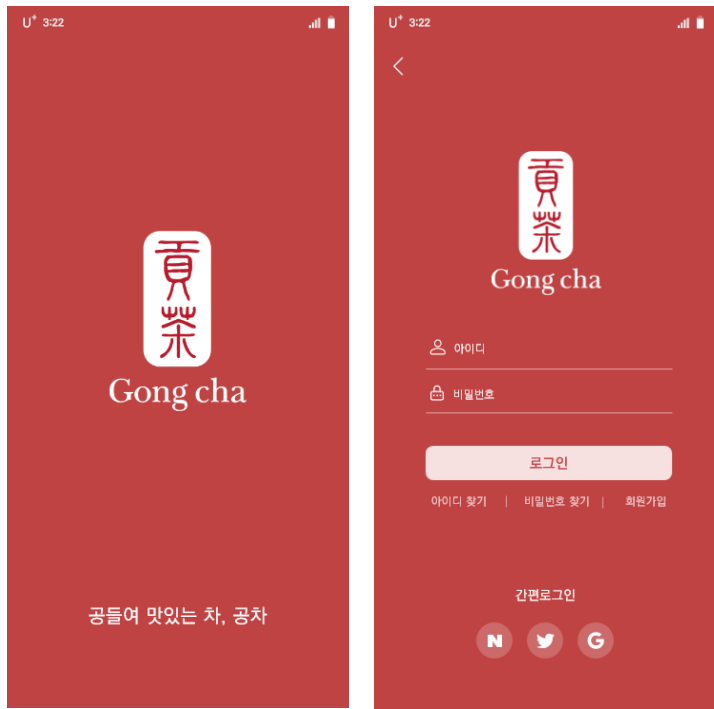 U+ 3:22
貢茶
Gong cha
공들여 맛있는 차, 공차
U+ 3:22
貢茶
Gong cha
아이디
비밀번호
로그인
아이디 찾기 | 비밀번호 찾기 | 회원가입
간편로그인
N G